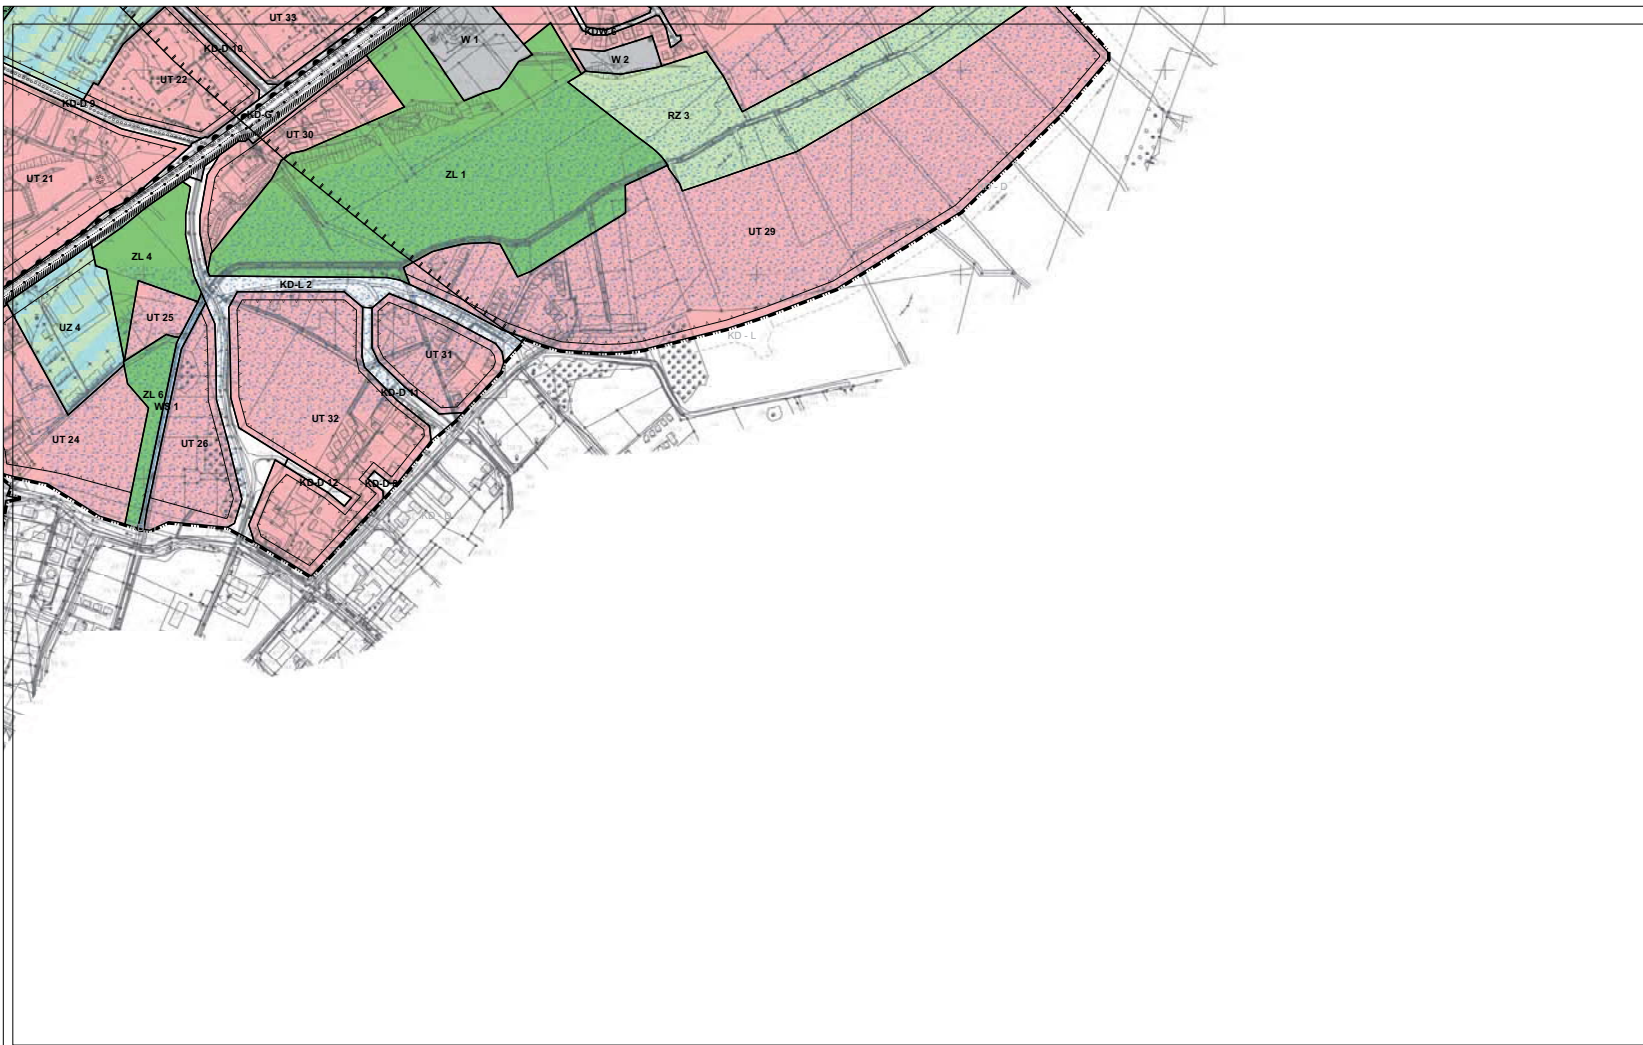 UT 33
W 1
KD-D 10
W 2
UT 22
KD-D 9
KD-G 1
RZ 3
UT 30
UT 21
ZL 1
UT 29
ZL 4
KD-L 2
UT 25
UZ 4
KD - L
UT 31
KD-D 11
ZL 6
WS 1
UT 32
UT 24
UT 26
KD-D 12